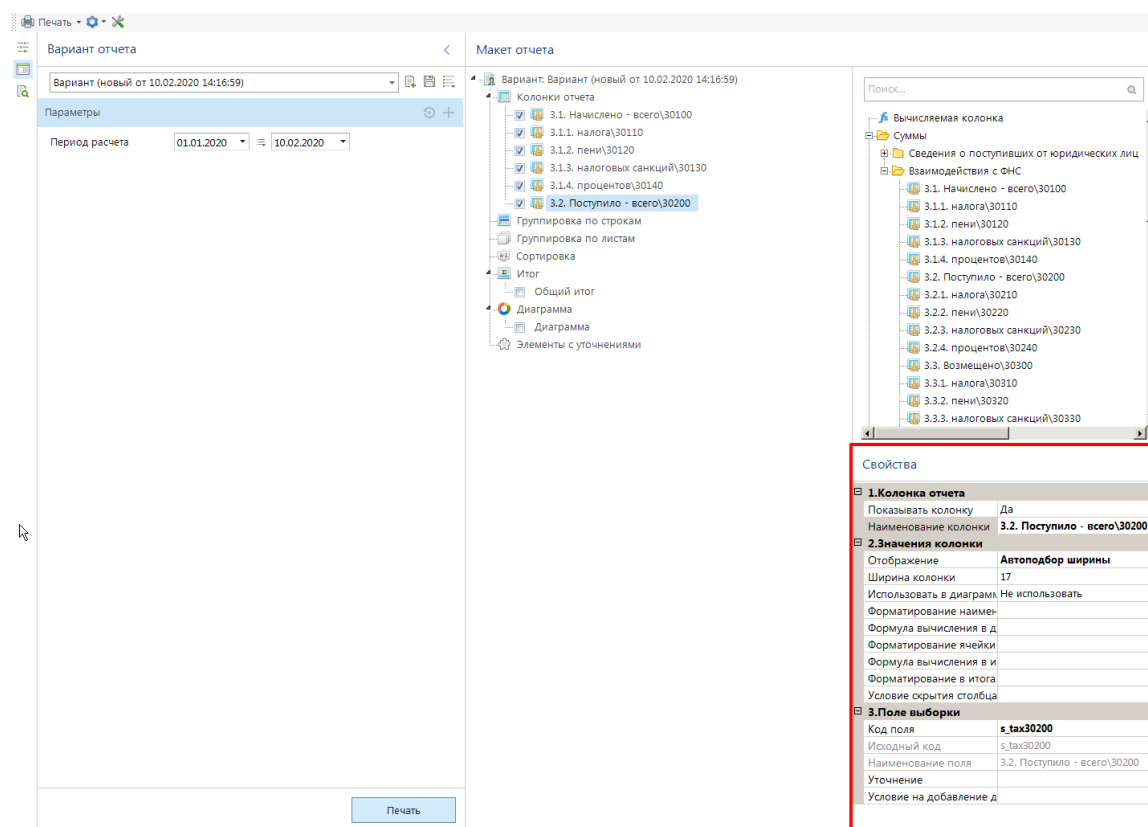 Печать
Вариант отчета
Вариант (новый от 10.02.2020 14:16:59)
Параметры
Период расчета 01.01.2020 10.02.2020
Печать
Макет отчета
Вариант: Вариант (новый от 10.02.2020 14:16:59)
Колонки отчета
3.1. Начислено - всего\30100
3.1.1. налога\30110
3.1.2. пени\30120
3.1.3. налоговых санкций\30130
3.1.4. процентов\30140
3.2. Поступило - всего\30200
Группировка по строкам
Группировка по листам
Сортировка
Итог
Общий итог
Диаграмма
Диаграмма
Элементы с уточнениями
Поиск...
Вычисляемая колонка
Суммы
Сведения о поступивших от юридических лиц
Взаимодействия с ФНС
3.1. Начислено - всего\30100
3.1.1. налога\30110
3.1.2. пени\30120
3.1.3. налоговых санкций\30130
3.1.4. процентов\30140
3.2. Поступило - всего\30200
3.2.1. налога\30210
3.2.2. пени\30220
3.2.3. налоговых санкций\30230
3.2.4. процентов\30240
3.3. Возмещено\30300
3.3.1. налога\30310
3.3.2. пени\30320
3.3.3. налоговых санкций\30330
Свойства
1.Колонка отчета
Показывать колонку Да
Наименование колонки 3.2. Поступило - всего\30200
2.Значения колонки
Отображение Автоподбор ширины
Ширина колонки 17
Использовать в диаграмм Не использовать
Форматирование наимен
Формула вычисления в д
Форматирование ячейки
Формула вычисления в и
Форматирование в итога
Условие скрытия столбца
3.Поле выборки
Код поля s_tax30200
Исходный код s_tax30200
Наименование поля 3.2. Поступило - всего\30200
Уточнение
Условие на добавление д